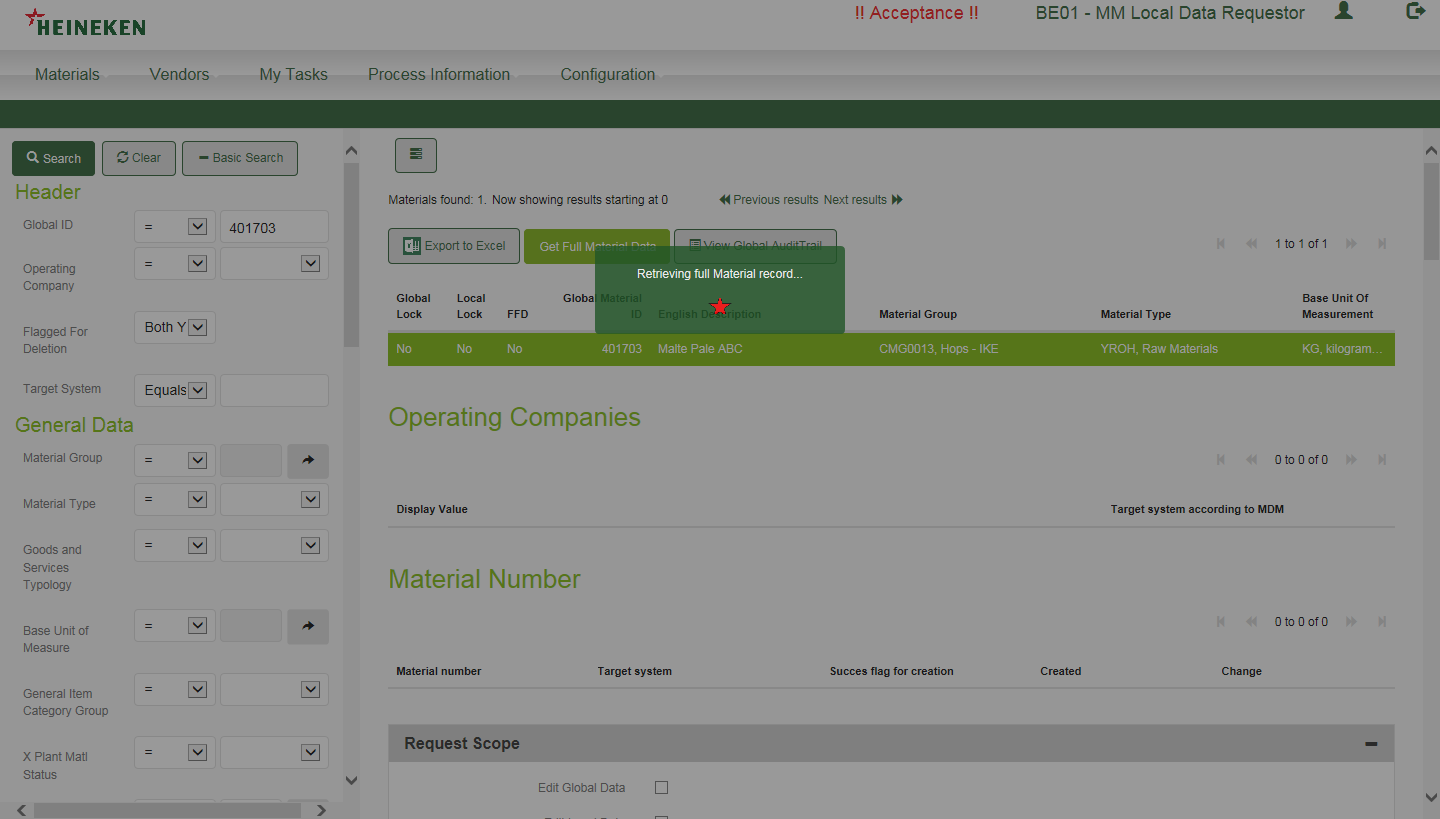 HEINEKEN
!! Acceptance !!
BE01 - MM Local Data Requestor
Materials
Vendors
My Tasks
Process Information
Configuration
Search
Clear
Basic Search
Header
Global ID
=
401703
Operating
Company
=
Flagged For
Deletion
Both Y
Target System
Equals
General Data
Material Group
=
Material Type
=
Goods and
Services
Typology
=
Base Unit of
Measure
=
General Item
Category Group
=
X Plant Matl
Status
=
Materials found: 1. Now showing results starting at 0
Previous results Next results
Export to Excel
Get Full Material Data
View Global AuditTrail
1 to 1 of 1
Retrieving full Material record...
Global
Lock
Local
Lock
FFD
Global Material
ID
English Description
Material Group
Material Type
Base Unit Of
Measurement
No No No 401703 Malte Pale ABC CMG0013, Hops - IKE YROH, Raw Materials KG, kilogram...
Operating Companies
0 to 0 of 0
Display Value
Target system according to MDM
Material Number
0 to 0 of 0
Material number
Target system
Succes flag for creation
Created
Change
Request Scope
Edit Global Data